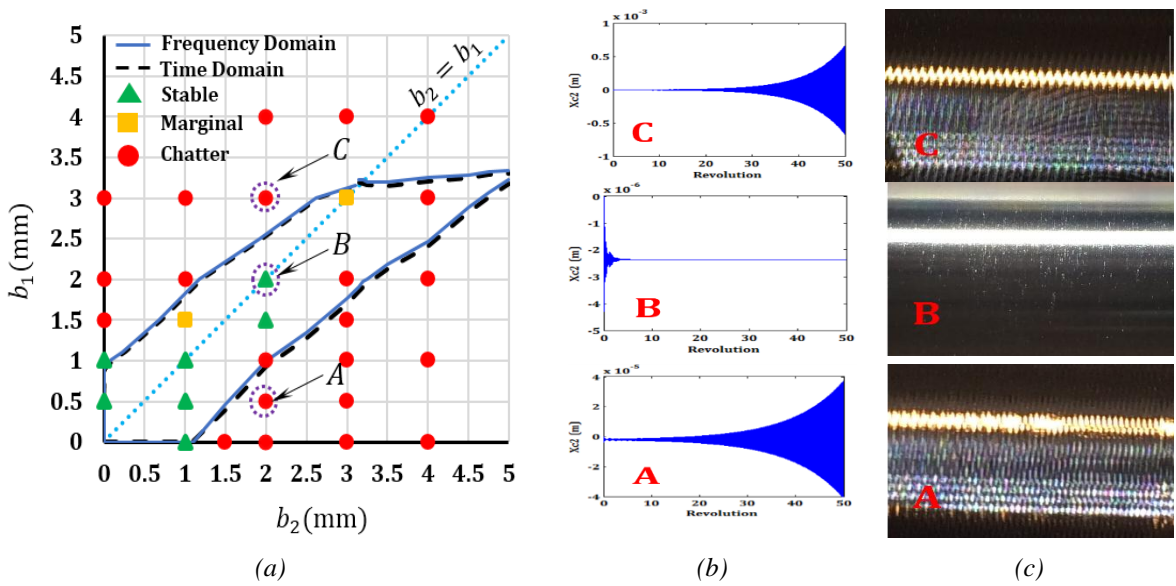 5
4.5
4
3.5
3
2.5
2
1.5
1
0.5
0
b₁(mm)
Frequency Domain
Time Domain
Stable
Marginal
Chatter
b₂ = b₁
C
B
A
0 0.5 1 1.5 2 2.5 3 3.5 4 4.5 5
b₂(mm)
(a)
× 10⁻³
1
0.5
0
-0.5
-1
Xc2 (m)
C
0 10 20 30 40 50
Revolution
× 10⁻⁶
0
-1
-2
-3
-4
-5
Xc2 (m)
B
0 10 20 30 40 50
Revolution
× 10⁻⁵
4
2
0
-2
-4
Xc2 (m)
A
0 10 20 30 40 50
Revolution
(b)
C
B
A
(c)